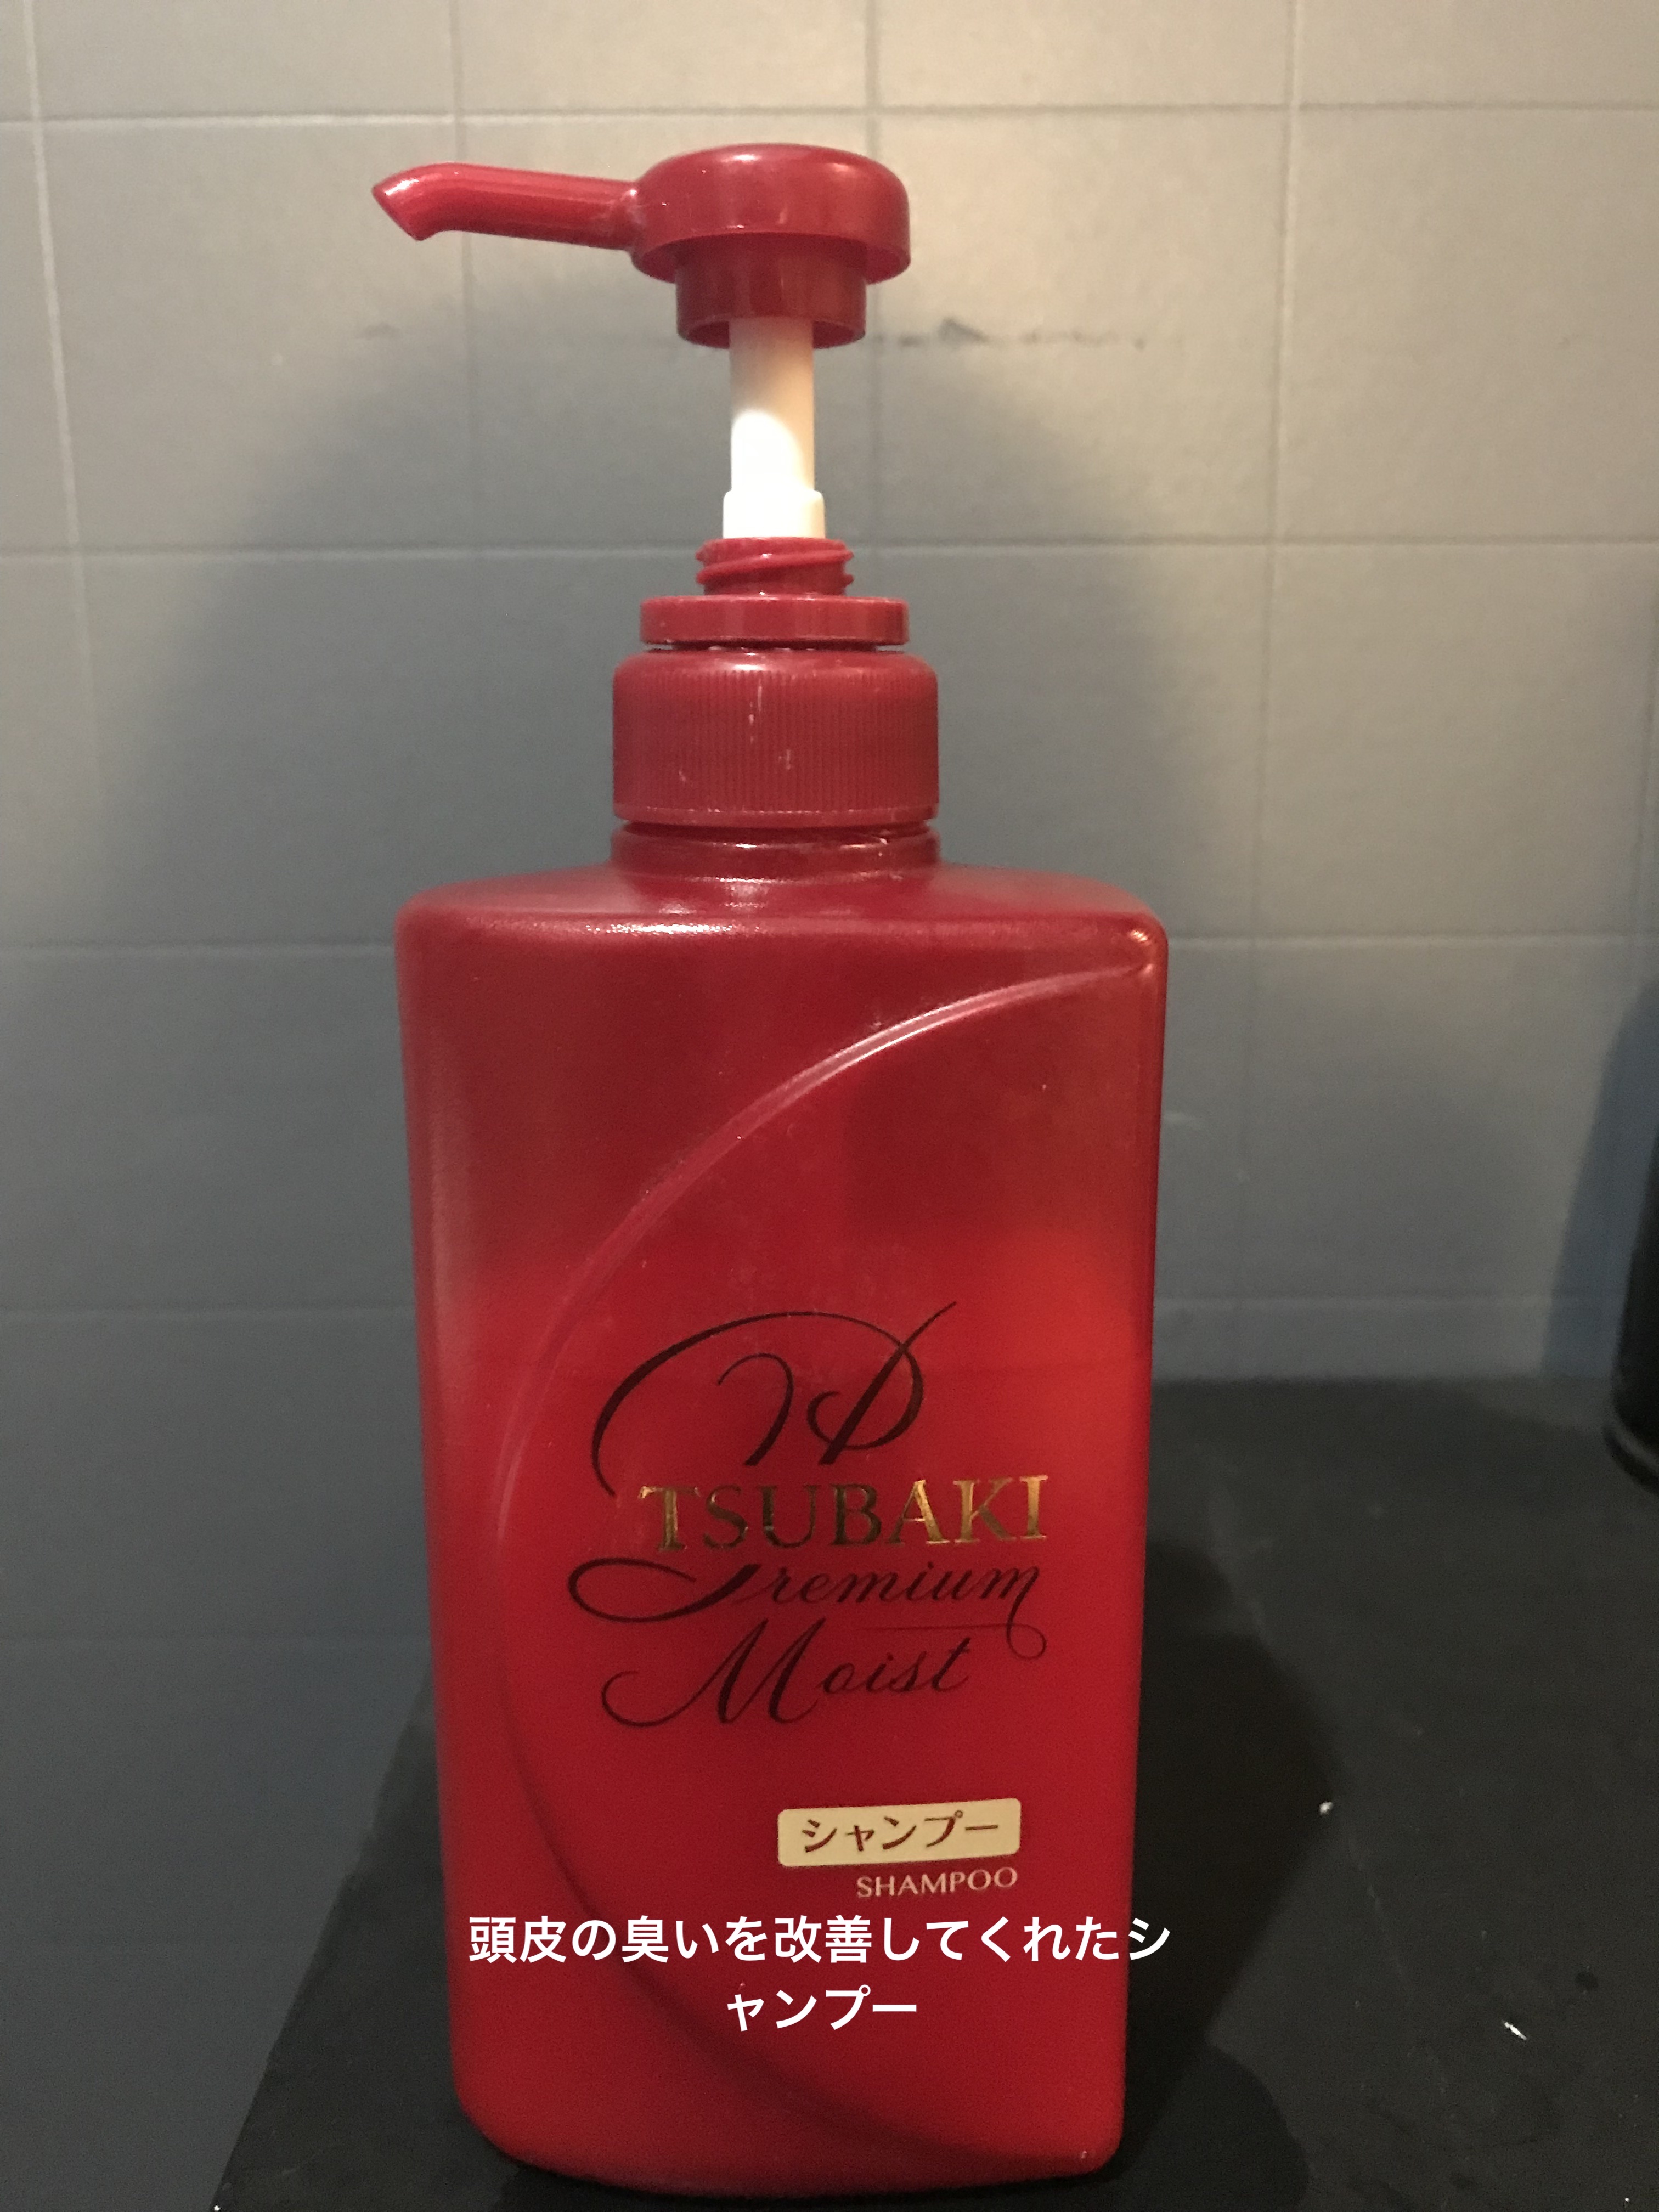 TSUBAKI
Premium
Moist
シャンプー
SHAMPOO
頭皮の臭いを改善してくれたシ
ャンプー